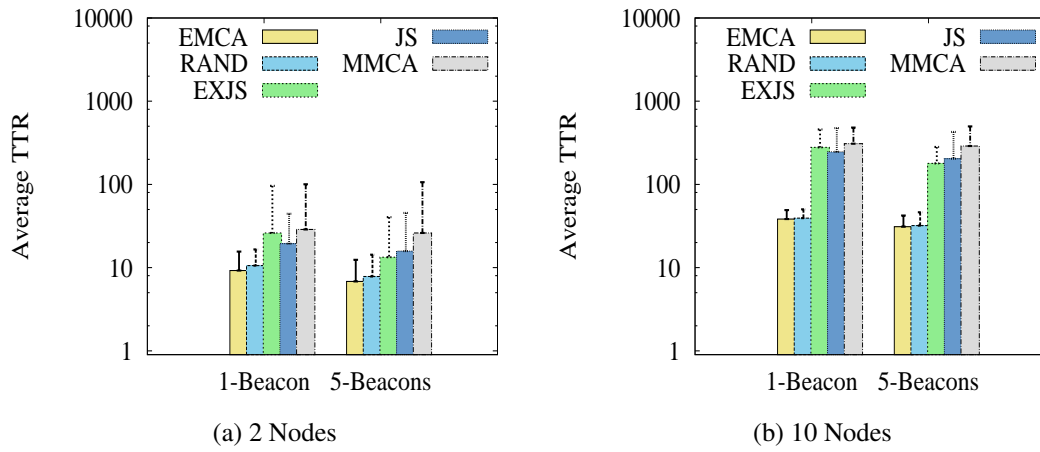 Average TTR
10000
1000
100
10
1
EMCA
RAND
EXJS
JS
MMCA
1-Beacon 5-Beacons
(a) 2 Nodes
Average TTR
10000
1000
100
10
1
EMCA
RAND
EXJS
JS
MMCA
1-Beacon 5-Beacons
(b) 10 Nodes